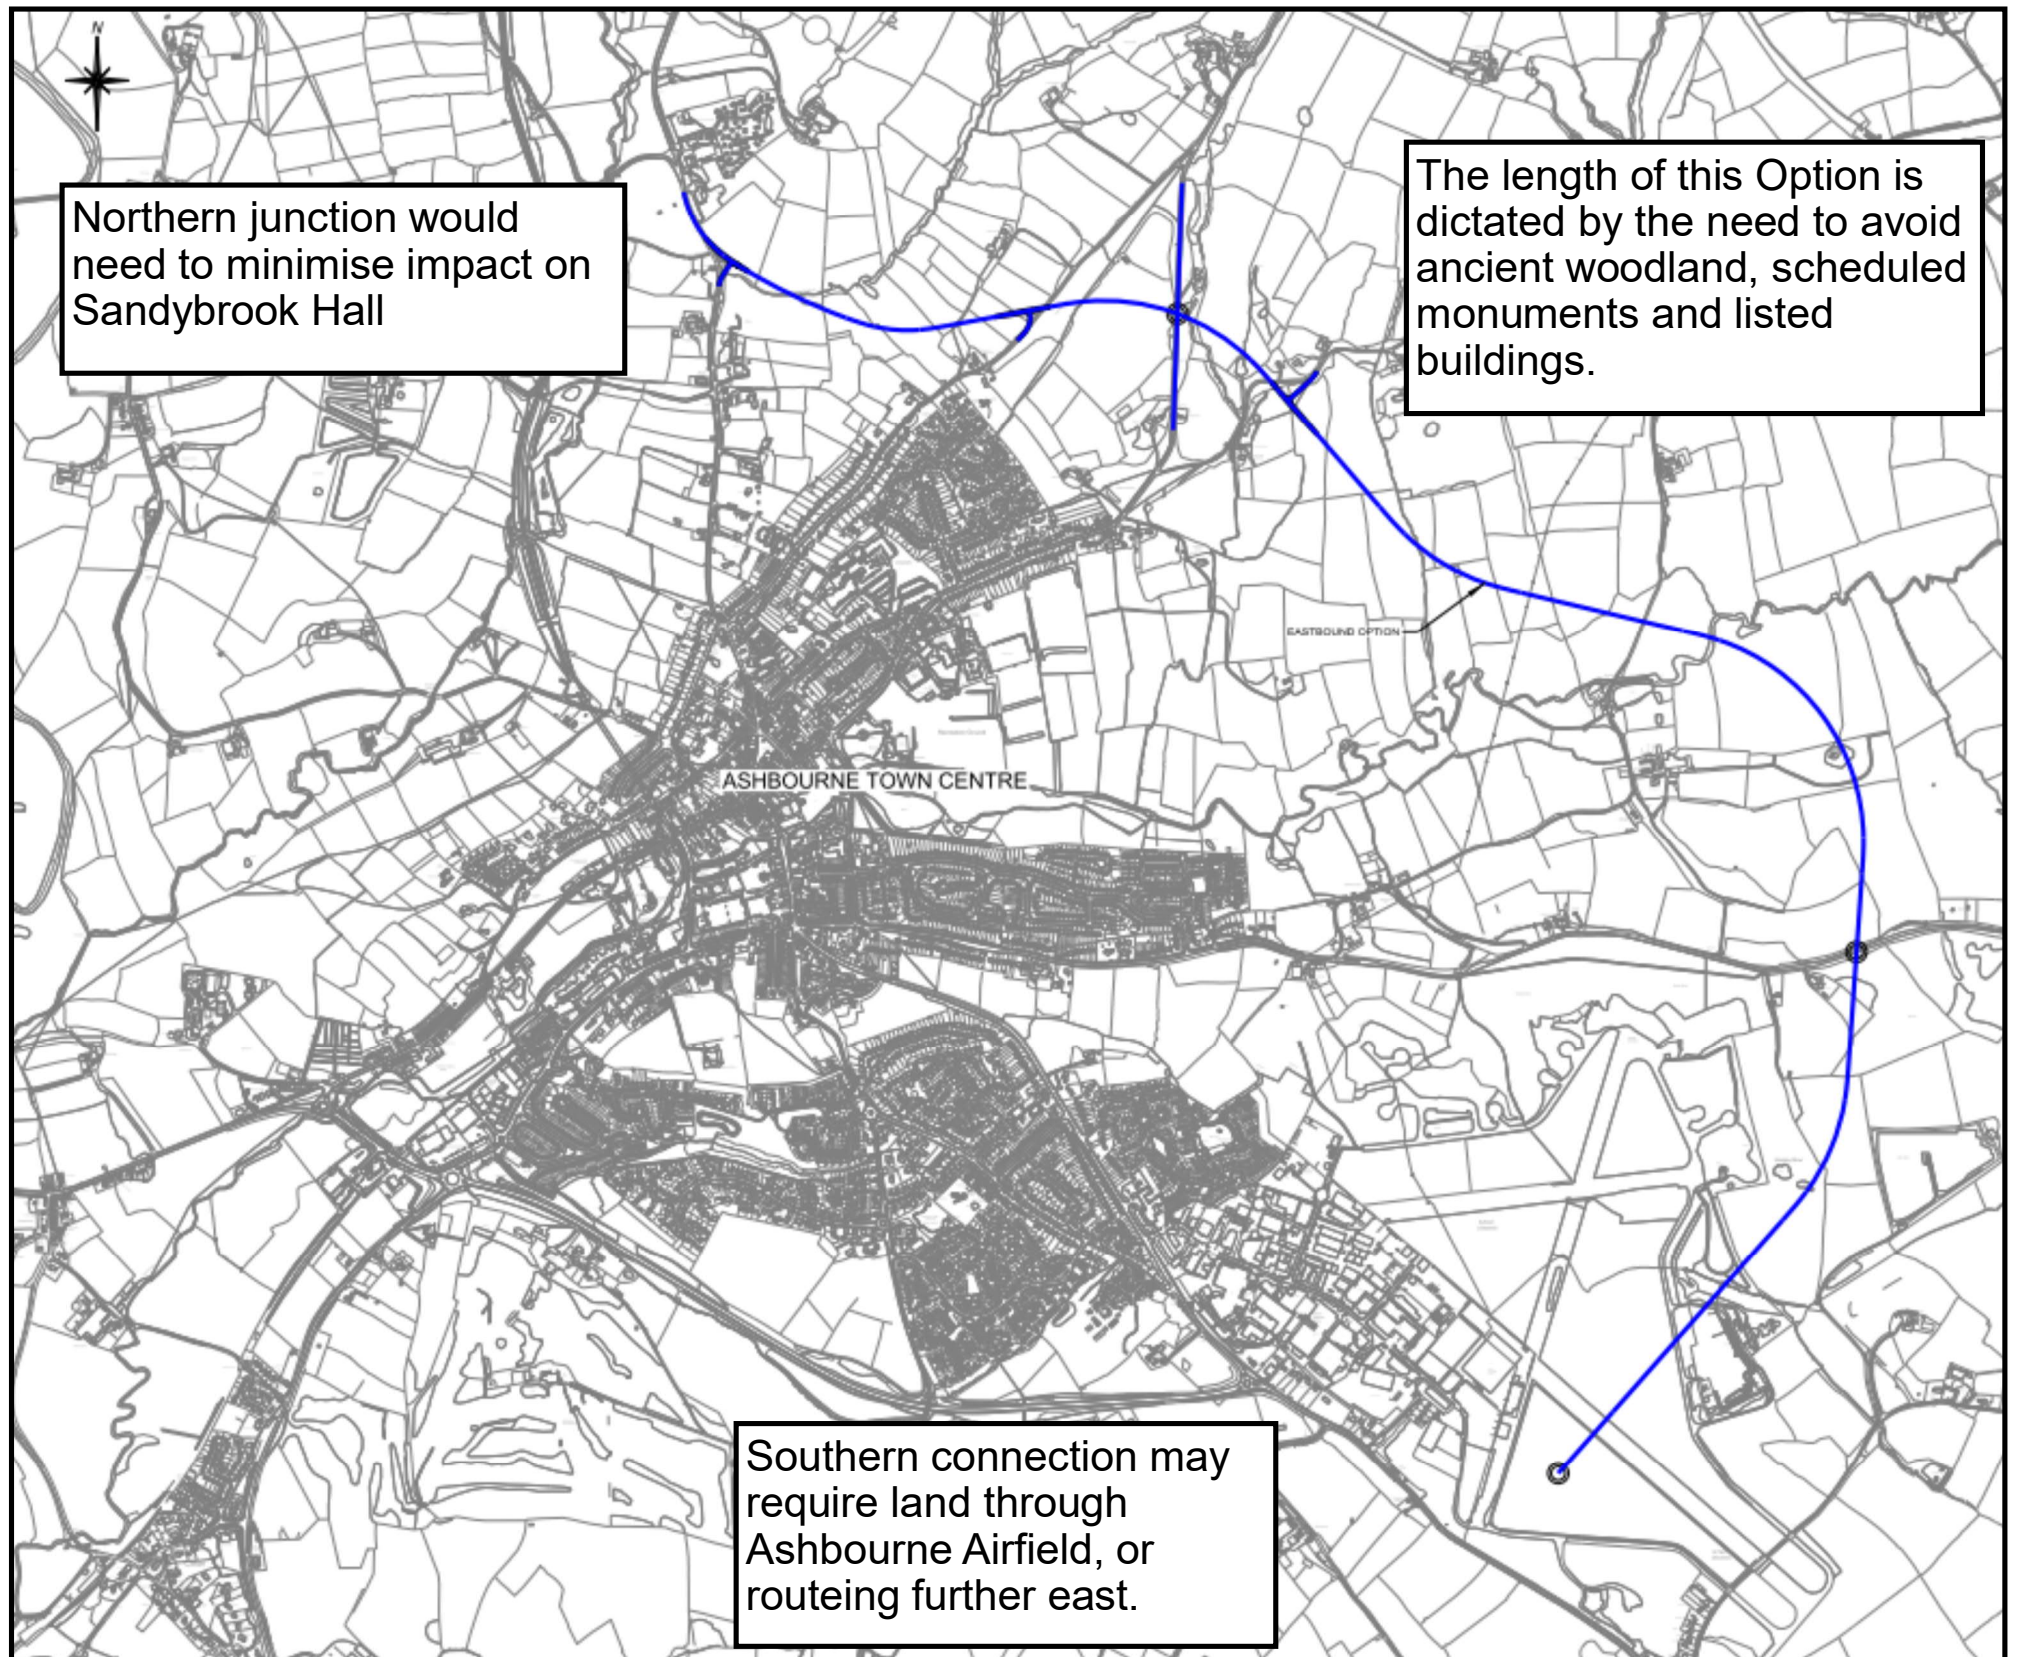 N
Northern junction would
need to minimise impact on
Sandybrook Hall
The length of this Option is
dictated by the need to avoid
ancient woodland, scheduled
monuments and listed
buildings.
EASTBOUND OPTION
ASHBOURNE TOWN CENTRE
Southern connection may
require land through
Ashbourne Airfield, or
routeing further east.